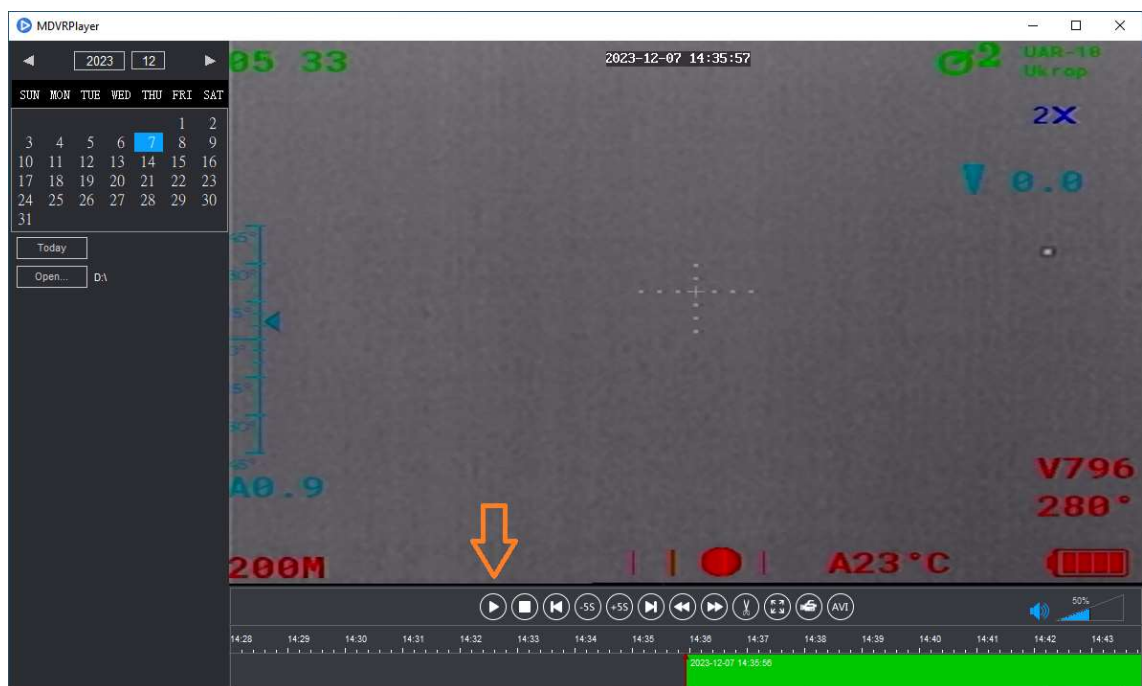 MDVRPlayer
2023 12
SUN MON TUE WED THU FRI SAT
1 2
3 4 5 6 7 8 9
10 11 12 13 14 15 16
17 18 19 20 21 22 23
24 25 26 27 28 29 30
31
Today
Open... D:\
05 33
2023-12-07 14:35:57
UAR-18
Ukrop
2X
0.0
A0.9
V796
280°
200M
A23°C
-5S +5S AVI
50%
14:28 14:29 14:30 14:31 14:32 14:33 14:34 14:35 14:36 14:37 14:38 14:39 14:40 14:41 14:42 14:43
2023-12-07 14:35:56